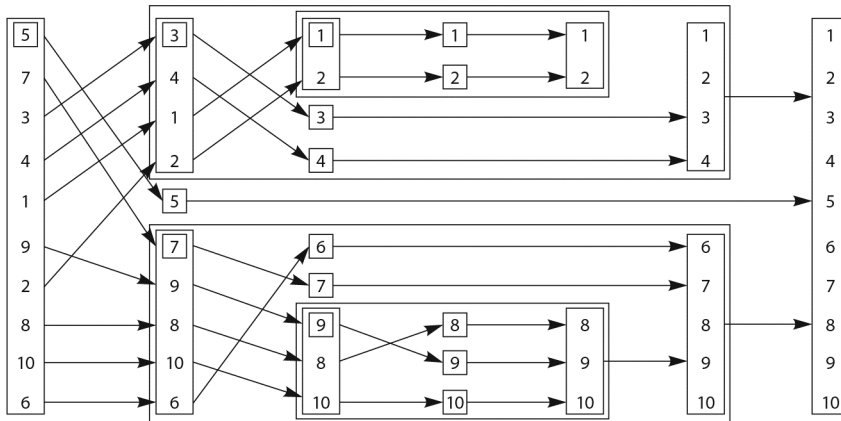 5 3 1 1 1 1 1
7 4 2 2 2 2 2
3 1 3 3 3
4 2 4 4 4
1 5 5
9 7 6 6 6
2 9 7 7 7
8 8 9 8 8 8 8
10 10 8 9 9 9 9
6 6 10 10 10 10 10